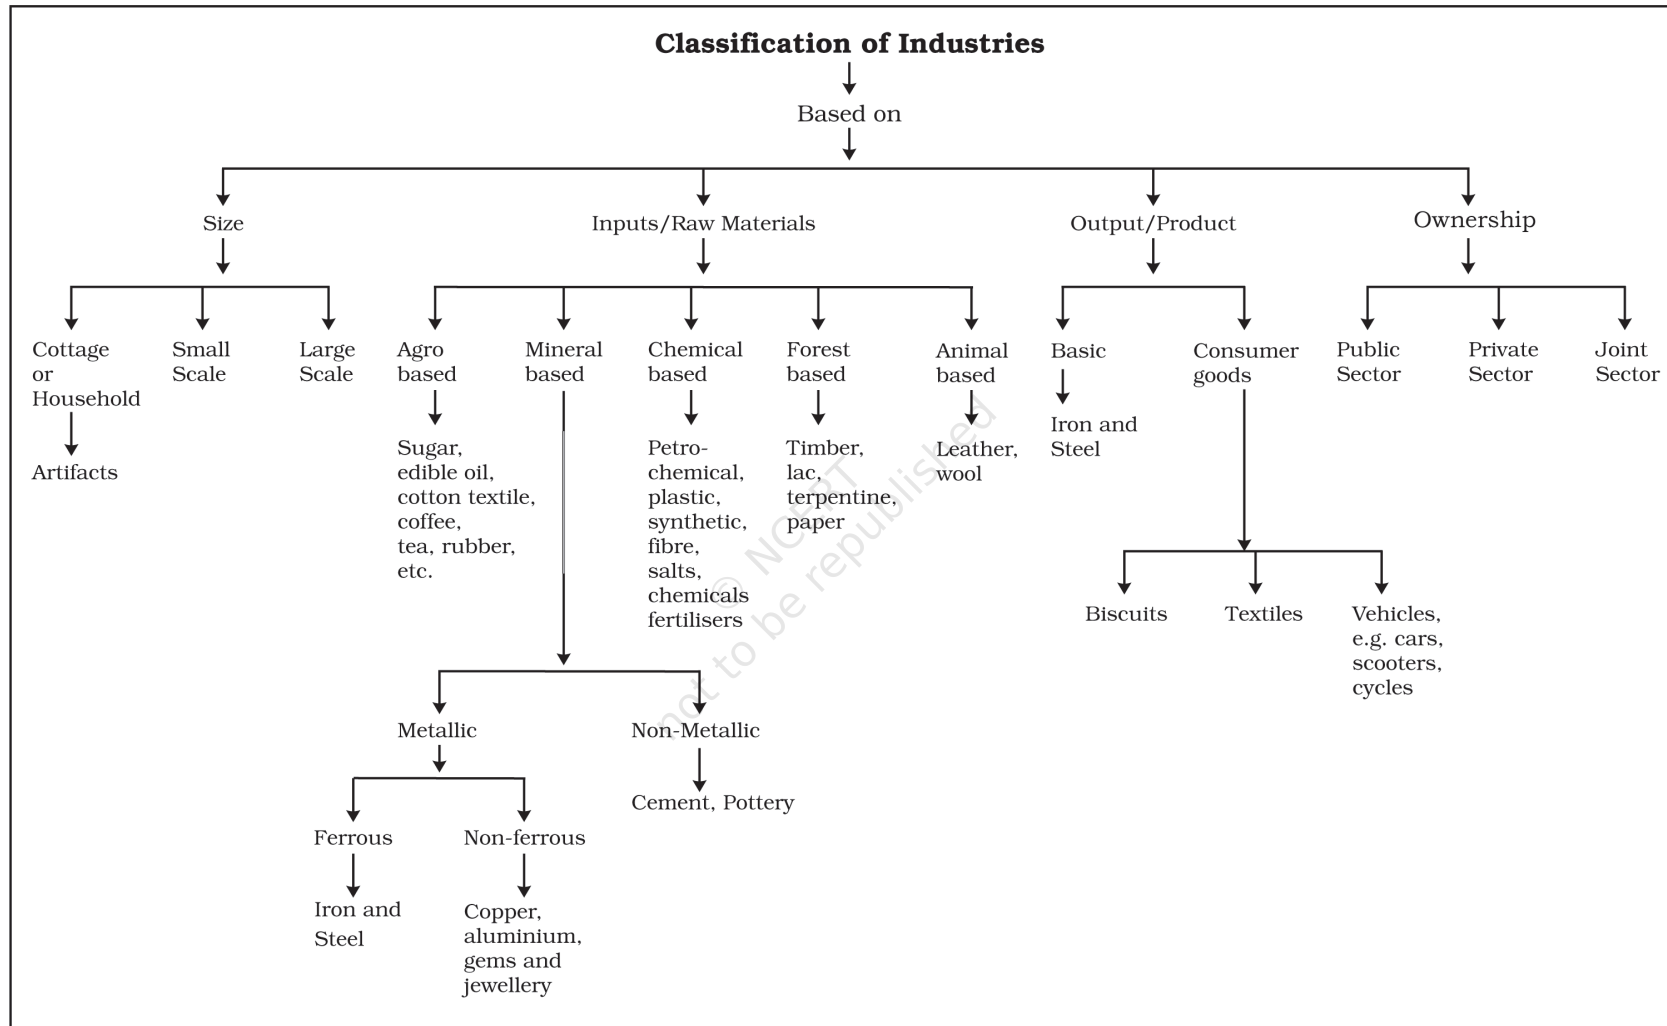 Classification of Industries
Based on
Size
Inputs/Raw Materials
Output/Product
Ownership
Cottage
or
Household
Small
Scale
Large
Scale
Agro
based
Mineral
based
Chemical
based
Forest
based
Animal
based
Basic
Consumer
goods
Public
Sector
Private
Sector
Joint
Sector
Artifacts
Sugar,
edible oil,
cotton textile,
coffee,
tea, rubber,
etc.
Petro-
chemical,
plastic,
synthetic,
fibre,
salts,
chemicals
fertilisers
Timber,
lac,
terpentine,
paper
Leather,
wool
Iron and
Steel
Biscuits
Textiles
Vehicles,
e.g. cars,
scooters,
cycles
Metallic
Non-Metallic
Cement, Pottery
Ferrous
Non-ferrous
Iron and
Steel
Copper,
aluminium,
gems and
jewellery
© NCERT
not to be republished